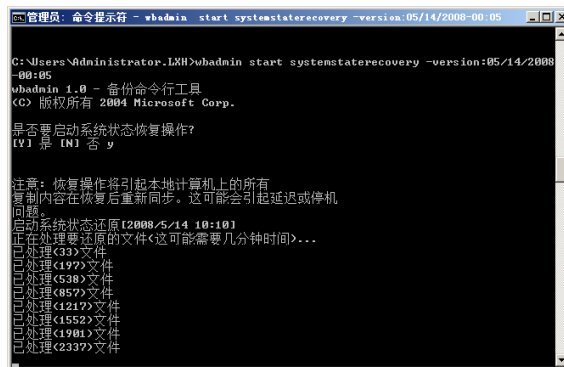 管理员: 命令提示符 - wbadmin  start systemstaterecovery -version:05/14/2008-00:05
C:\Users\Administrator.LXH>wbadmin start systemstaterecovery -version:05/14/2008
-00:05
wbadmin 1.0 - 备份命令行工具
(C) 版权所有 2004 Microsoft Corp.
是否要启动系统状态恢复操作?
[Y] 是 [N] 否 y
注意: 恢复操作将引起本地计算机上的所有
复制内容在恢复后重新同步。这可能会引起延迟或停机
问题。
启动系统状态还原[2008/5/14 10:10]
正在处理要还原的文件(这可能需要几分钟时间)...
已处理(33)文件
已处理(197)文件
已处理(538)文件
已处理(857)文件
已处理(1217)文件
已处理(1552)文件
已处理(1901)文件
已处理(2337)文件